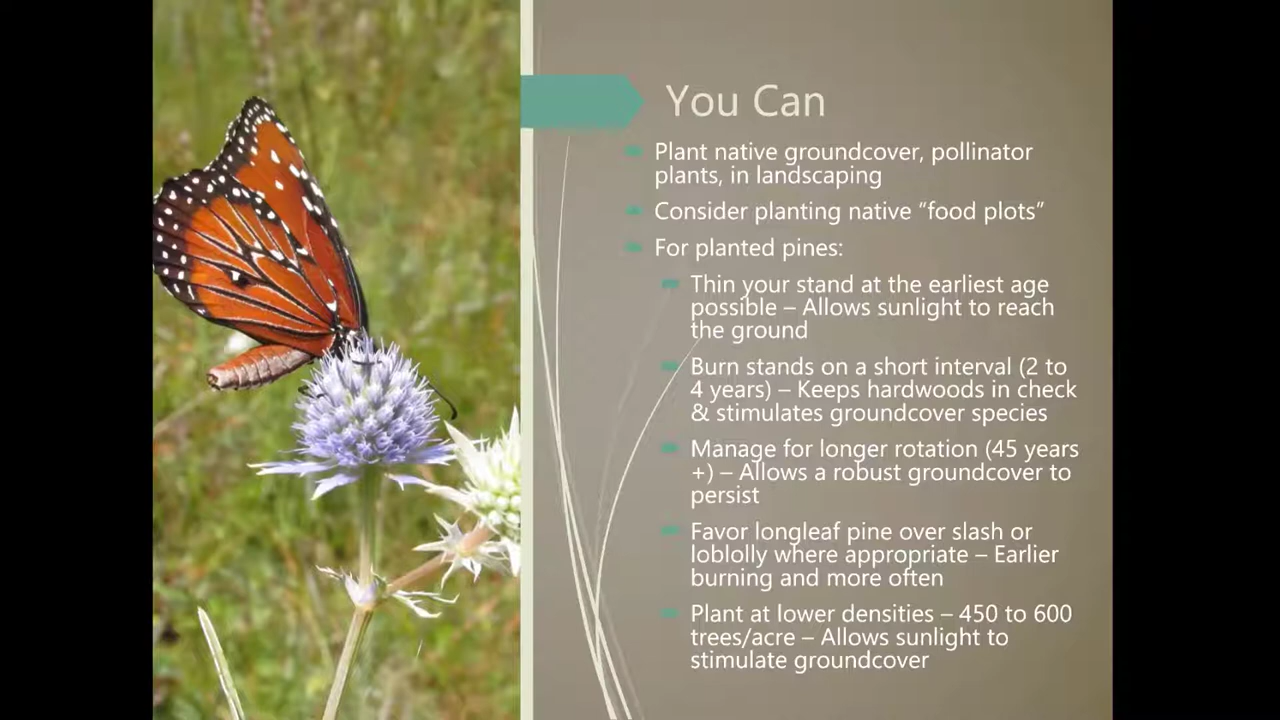 You Can
Plant native groundcover, pollinator
plants, in landscaping
Consider planting native “food plots”
For planted pines:
Thin your stand at the earliest age
possible – Allows sunlight to reach
the ground
Burn stands on a short interval (2 to
4 years) – Keeps hardwoods in check
& stimulates groundcover species
Manage for longer rotation (45 years
+) – Allows a robust groundcover to
persist
Favor longleaf pine over slash or
loblolly where appropriate – Earlier
burning and more often
Plant at lower densities – 450 to 600
trees/acre – Allows sunlight to
stimulate groundcover